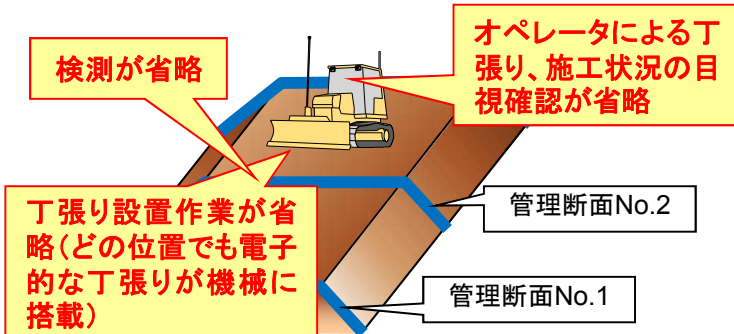 検測が省略
オペレータによる丁
張り、施工状況の目
視確認が省略
丁張り設置作業が省
略(どの位置でも電子
的な丁張りが機械に
搭載)
管理断面No.2
管理断面No.1